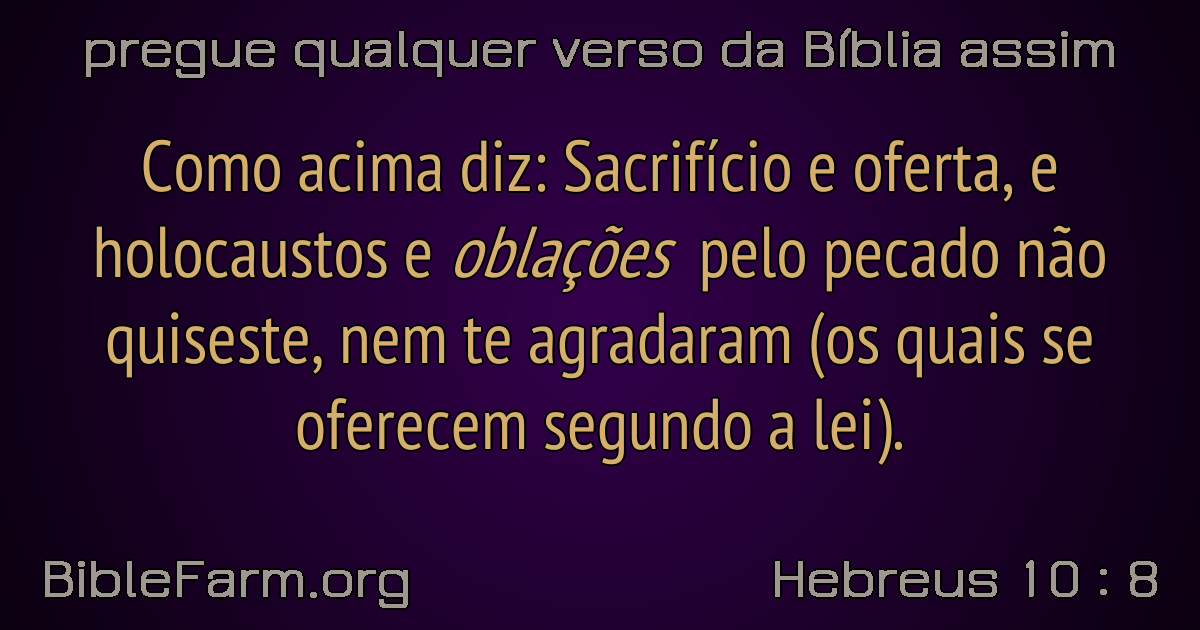 pregue qualquer verso da Bíblia assim
Como acima diz: Sacrifício e oferta, e
holocaustos e oblações pelo pecado não
quiseste, nem te agradaram (os quais se
oferecem segundo a lei).
BibleFarm.org
Hebreus 10 : 8